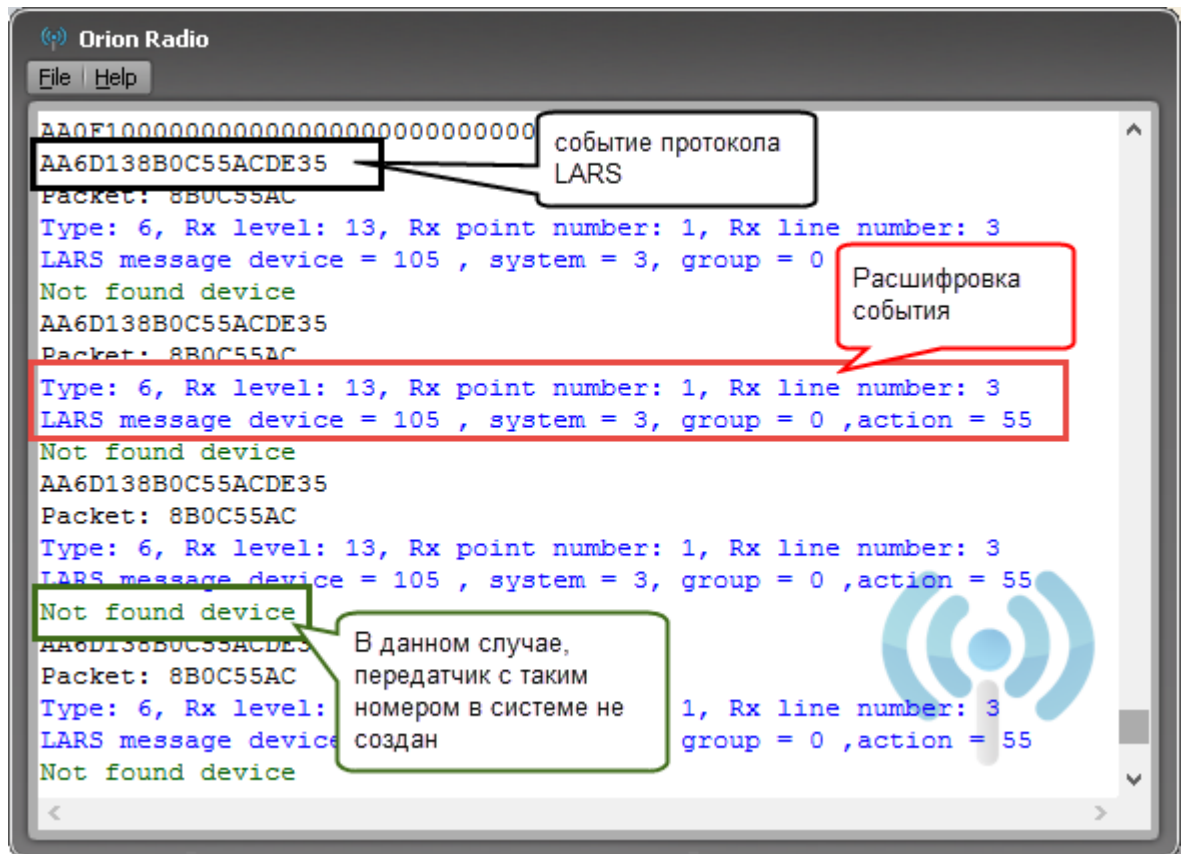 Orion Radio
File Help
AA0F10000000000000000000000000
AA6D138B0C55ACDE35
событие протокола
LARS
Packet: 8B0C55AC
Type: 6, Rx level: 13, Rx point number: 1, Rx line number: 3
LARS message device = 105 , system = 3, group = 0
Расшифровка
события
Not found device
AA6D138B0C55ACDE35
Packet: 8B0C55AC
Type: 6, Rx level: 13, Rx point number: 1, Rx line number: 3
LARS message device = 105 , system = 3, group = 0 ,action = 55
Not found device
AA6D138B0C55ACDE35
Packet: 8B0C55AC
Type: 6, Rx level: 13, Rx point number: 1, Rx line number: 3
LARS message device = 105 , system = 3, group = 0 ,action = 55
Not found device
В данном случае,
передатчик с таким
номером в системе не
создан
AA6D138B0C55ACDE3
Packet: 8B0C55AC
Type: 6, Rx level: 1, Rx line number: 3
LARS message device group = 0 ,action = 55
Not found device